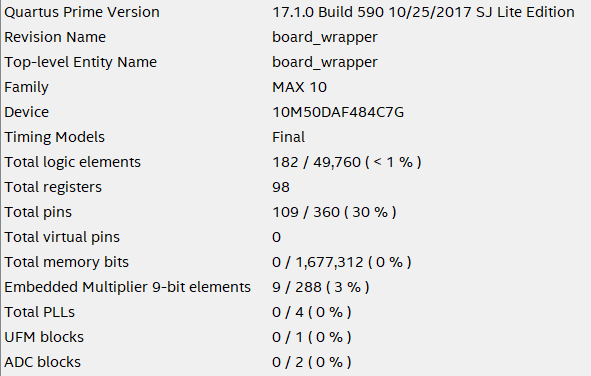 Quartus Prime Version 17.1.0 Build 590 10/25/2017 SJ Lite Edition
Revision Name board_wrapper
Top-level Entity Name board_wrapper
Family MAX 10
Device 10M50DAF484C7G
Timing Models Final
Total logic elements 182 / 49,760 ( < 1 % )
Total registers 98
Total pins 109 / 360 ( 30 % )
Total virtual pins 0
Total memory bits 0 / 1,677,312 ( 0 % )
Embedded Multiplier 9-bit elements 9 / 288 ( 3 % )
Total PLLs 0 / 4 ( 0 % )
UFM blocks 0 / 1 ( 0 % )
ADC blocks 0 / 2 ( 0 % )